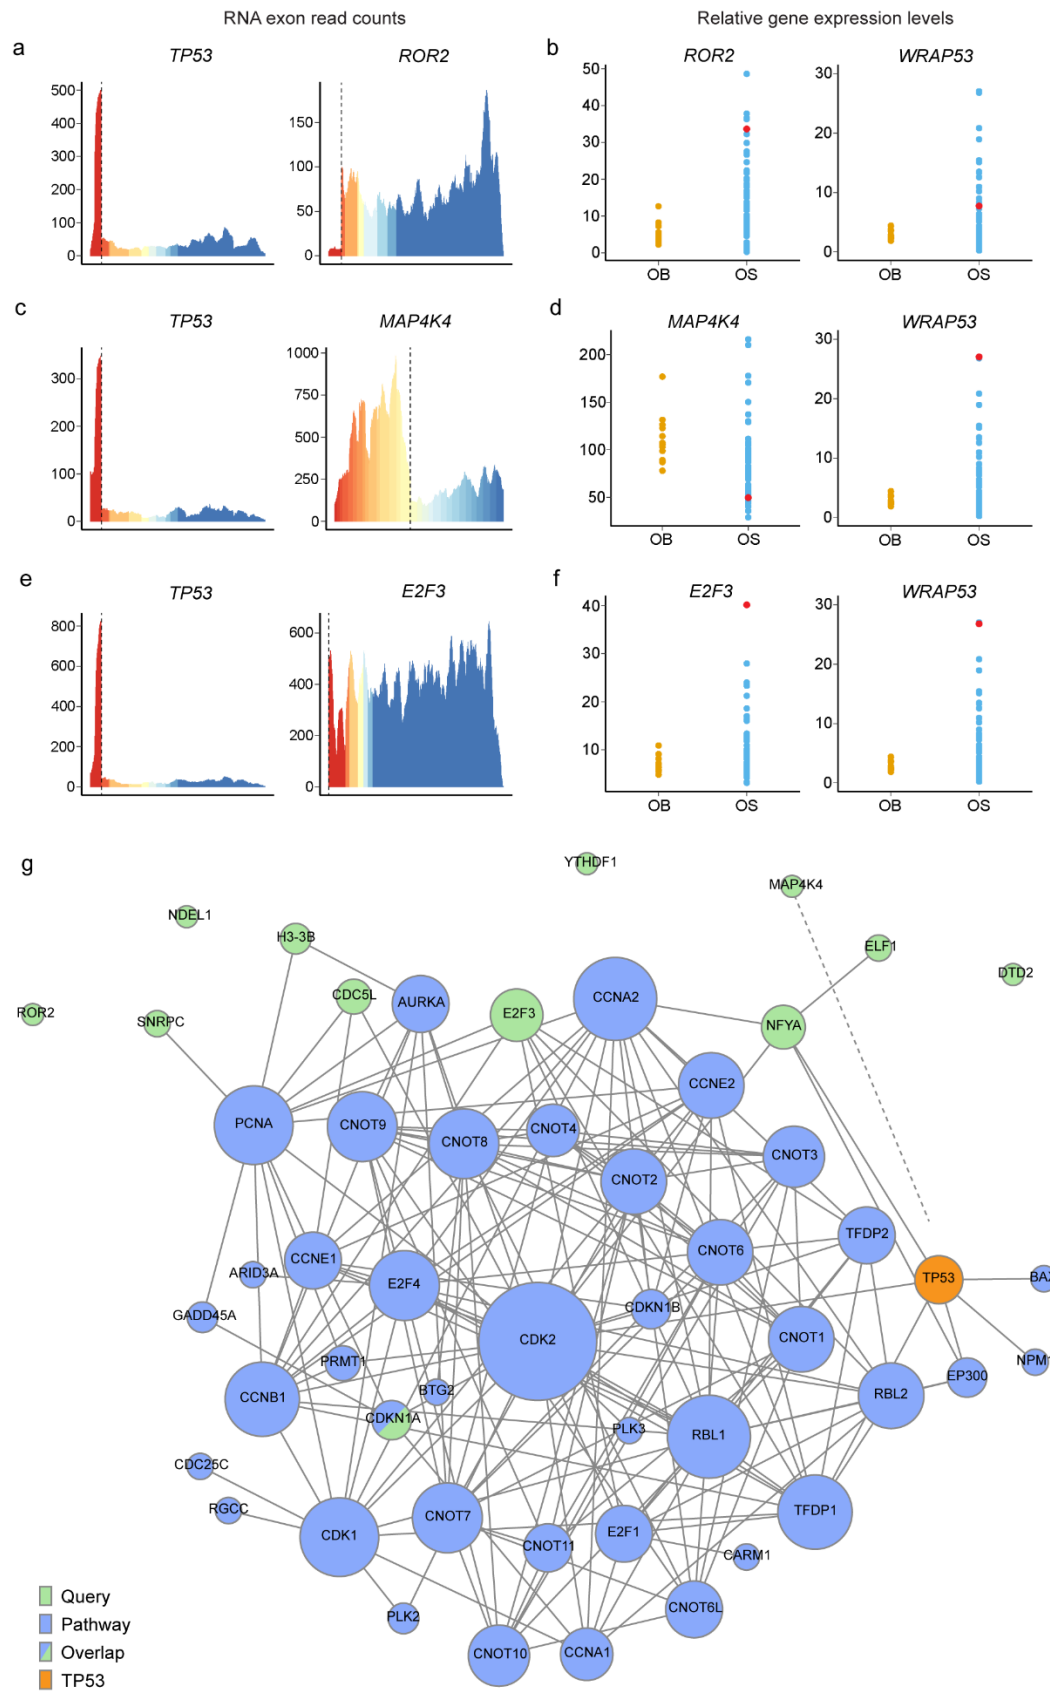 RNA exon read counts
Relative gene expression levels
a
TP53
ROR2
b
ROR2
WRAP53
500
400
300
200
100
0
150
100
50
0
50
40
30
20
10
0
OB
OS
30
20
10
0
OB
OS
c
TP53
MAP4K4
d
MAP4K4
WRAP53
300
200
100
0
1000
750
500
250
0
200
150
100
50
OB
OS
30
20
10
0
OB
OS
e
TP53
E2F3
f
E2F3
WRAP53
800
600
400
200
0
600
400
200
0
40
30
20
10
OB
OS
30
20
10
0
OB
OS
g
YTHDF1
MAP4K4
NDEL1
H3-3B
ELF1
DTD2
CDC5L
AURKA
CCNA2
ROR2
SNRPC
E2F3
NFYA
CCNE2
PCNA
CNOT9
CNOT8
CNOT4
CNOT3
CNOT2
TFDP2
CNOT6
CCNE1
ARID3A
E2F4
TP53
BAZ
GADD45A
CDKN1B
CDK2
CNOT1
PRMT1
NPM1
EP300
CCNB1
BTG2
RBL2
CDKN1A
PLK3
RBL1
CDC25C
RGCC
CDK1
CNOT7
TFDP1
E2F1
CNOT11
CARM1
PLK2
CNOT6L
CNOT10
CCNA1
Query
Pathway
Overlap
TP53